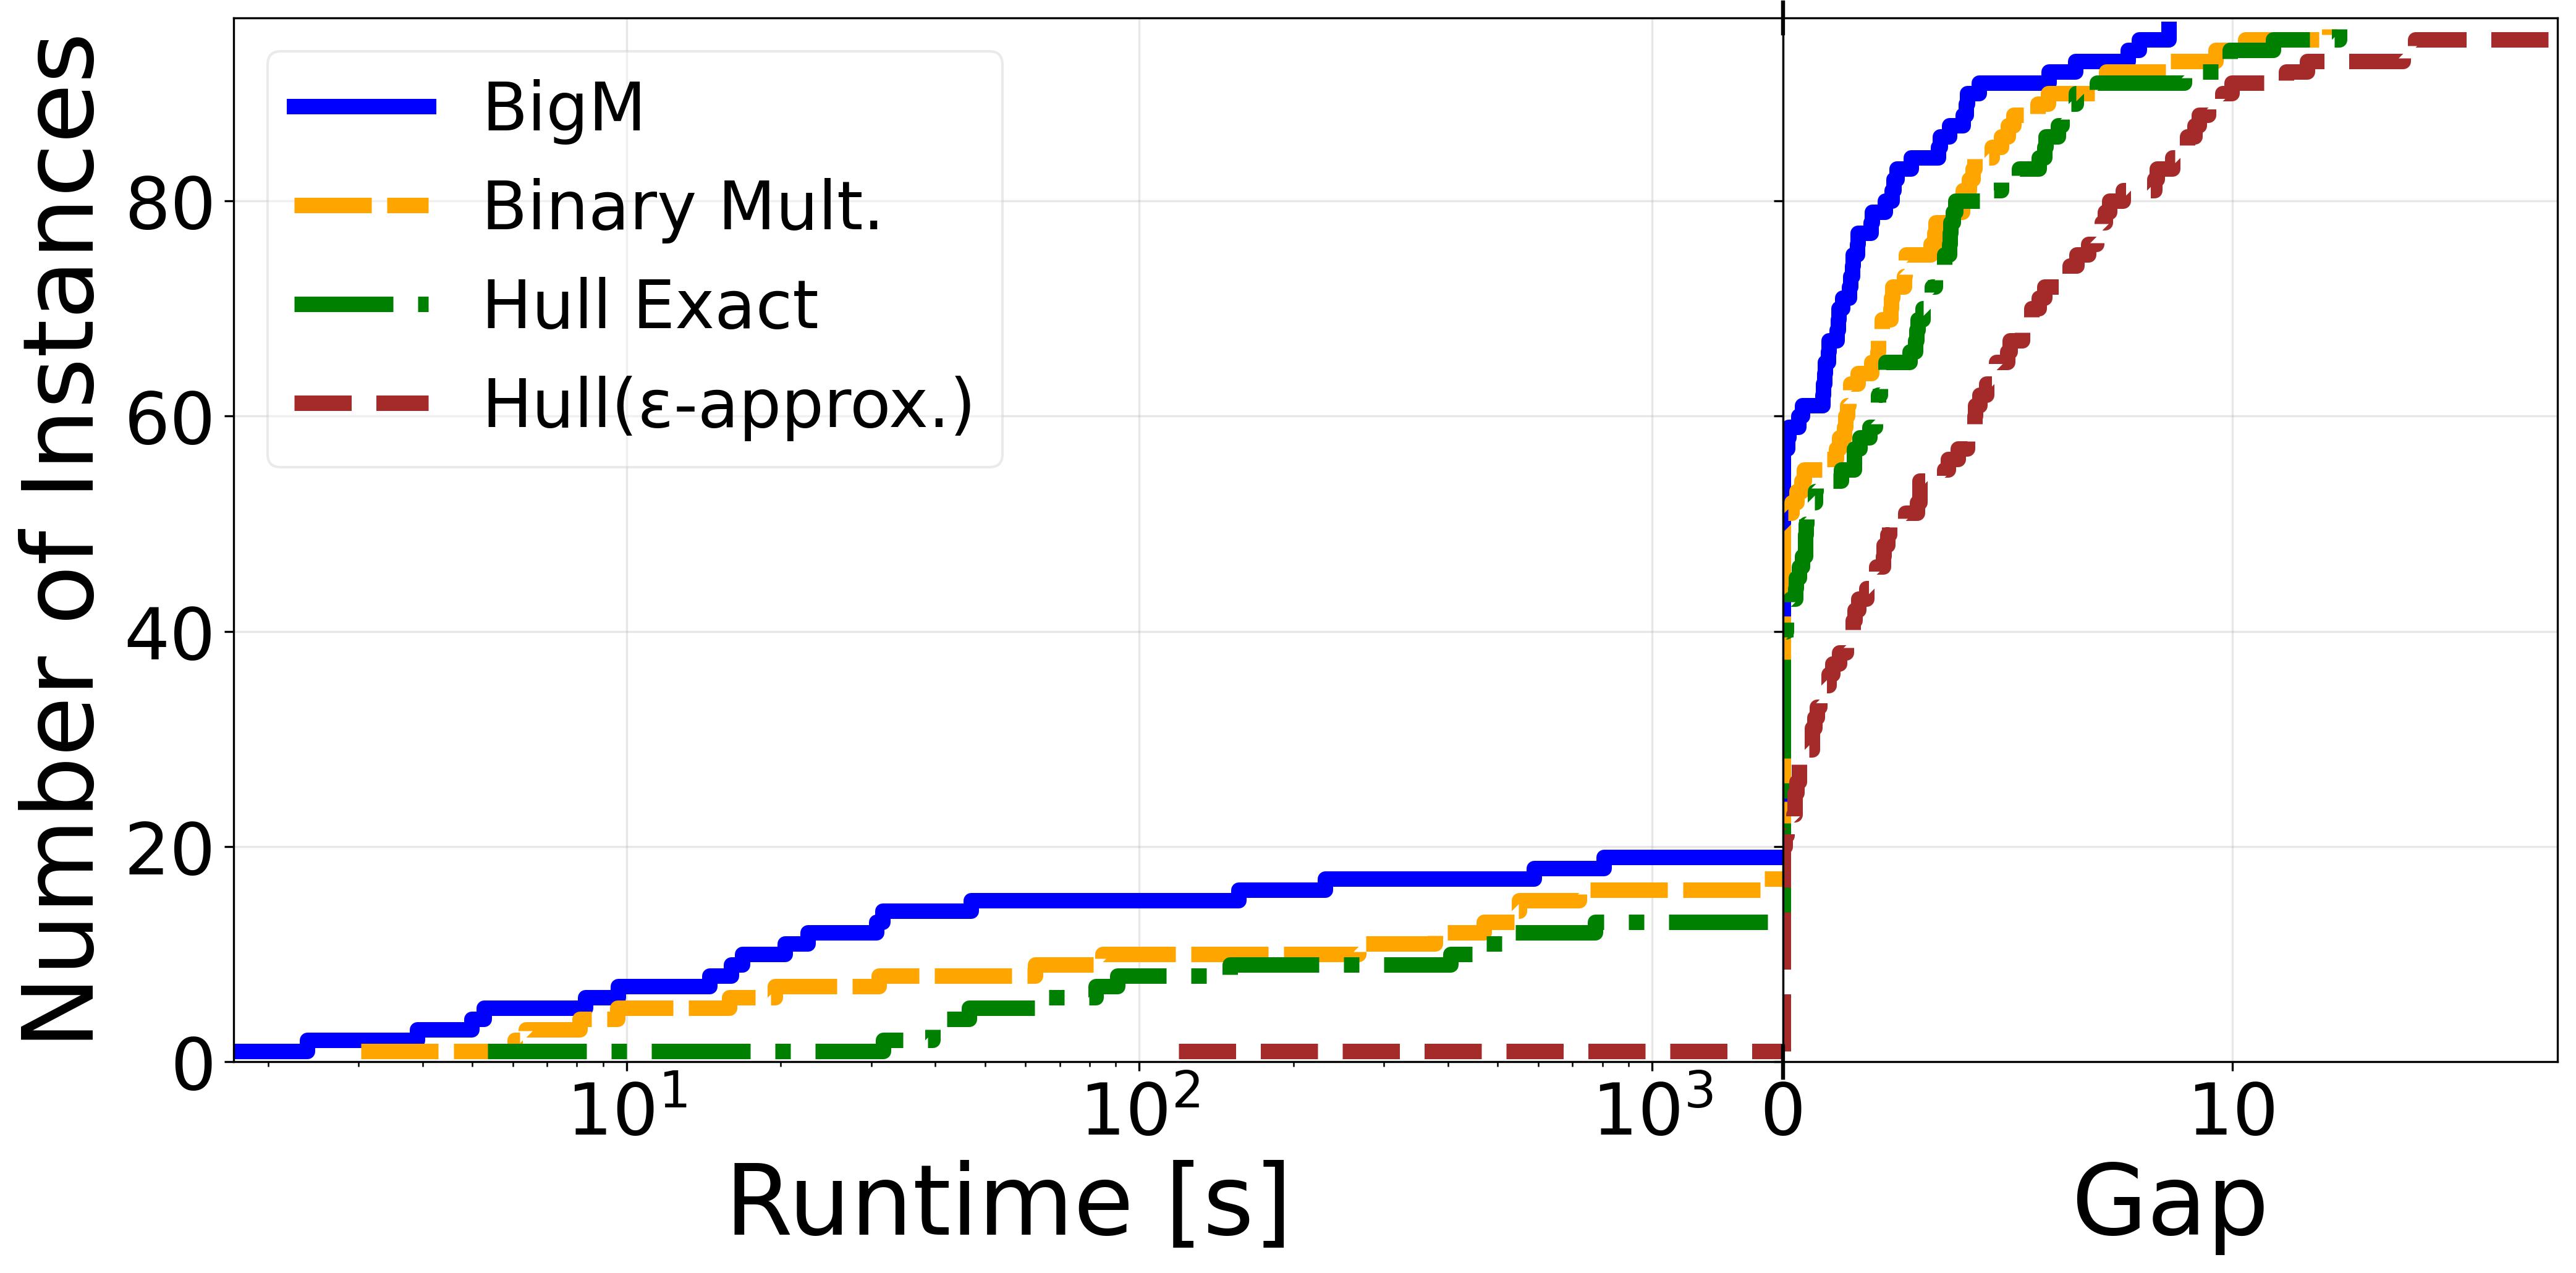 Number of Instances
80
60
40
20
0
BigM
Binary Mult.
Hull Exact
Hull(ε-approx.)
10¹ 10² 10³ 0 10
Runtime [s] Gap